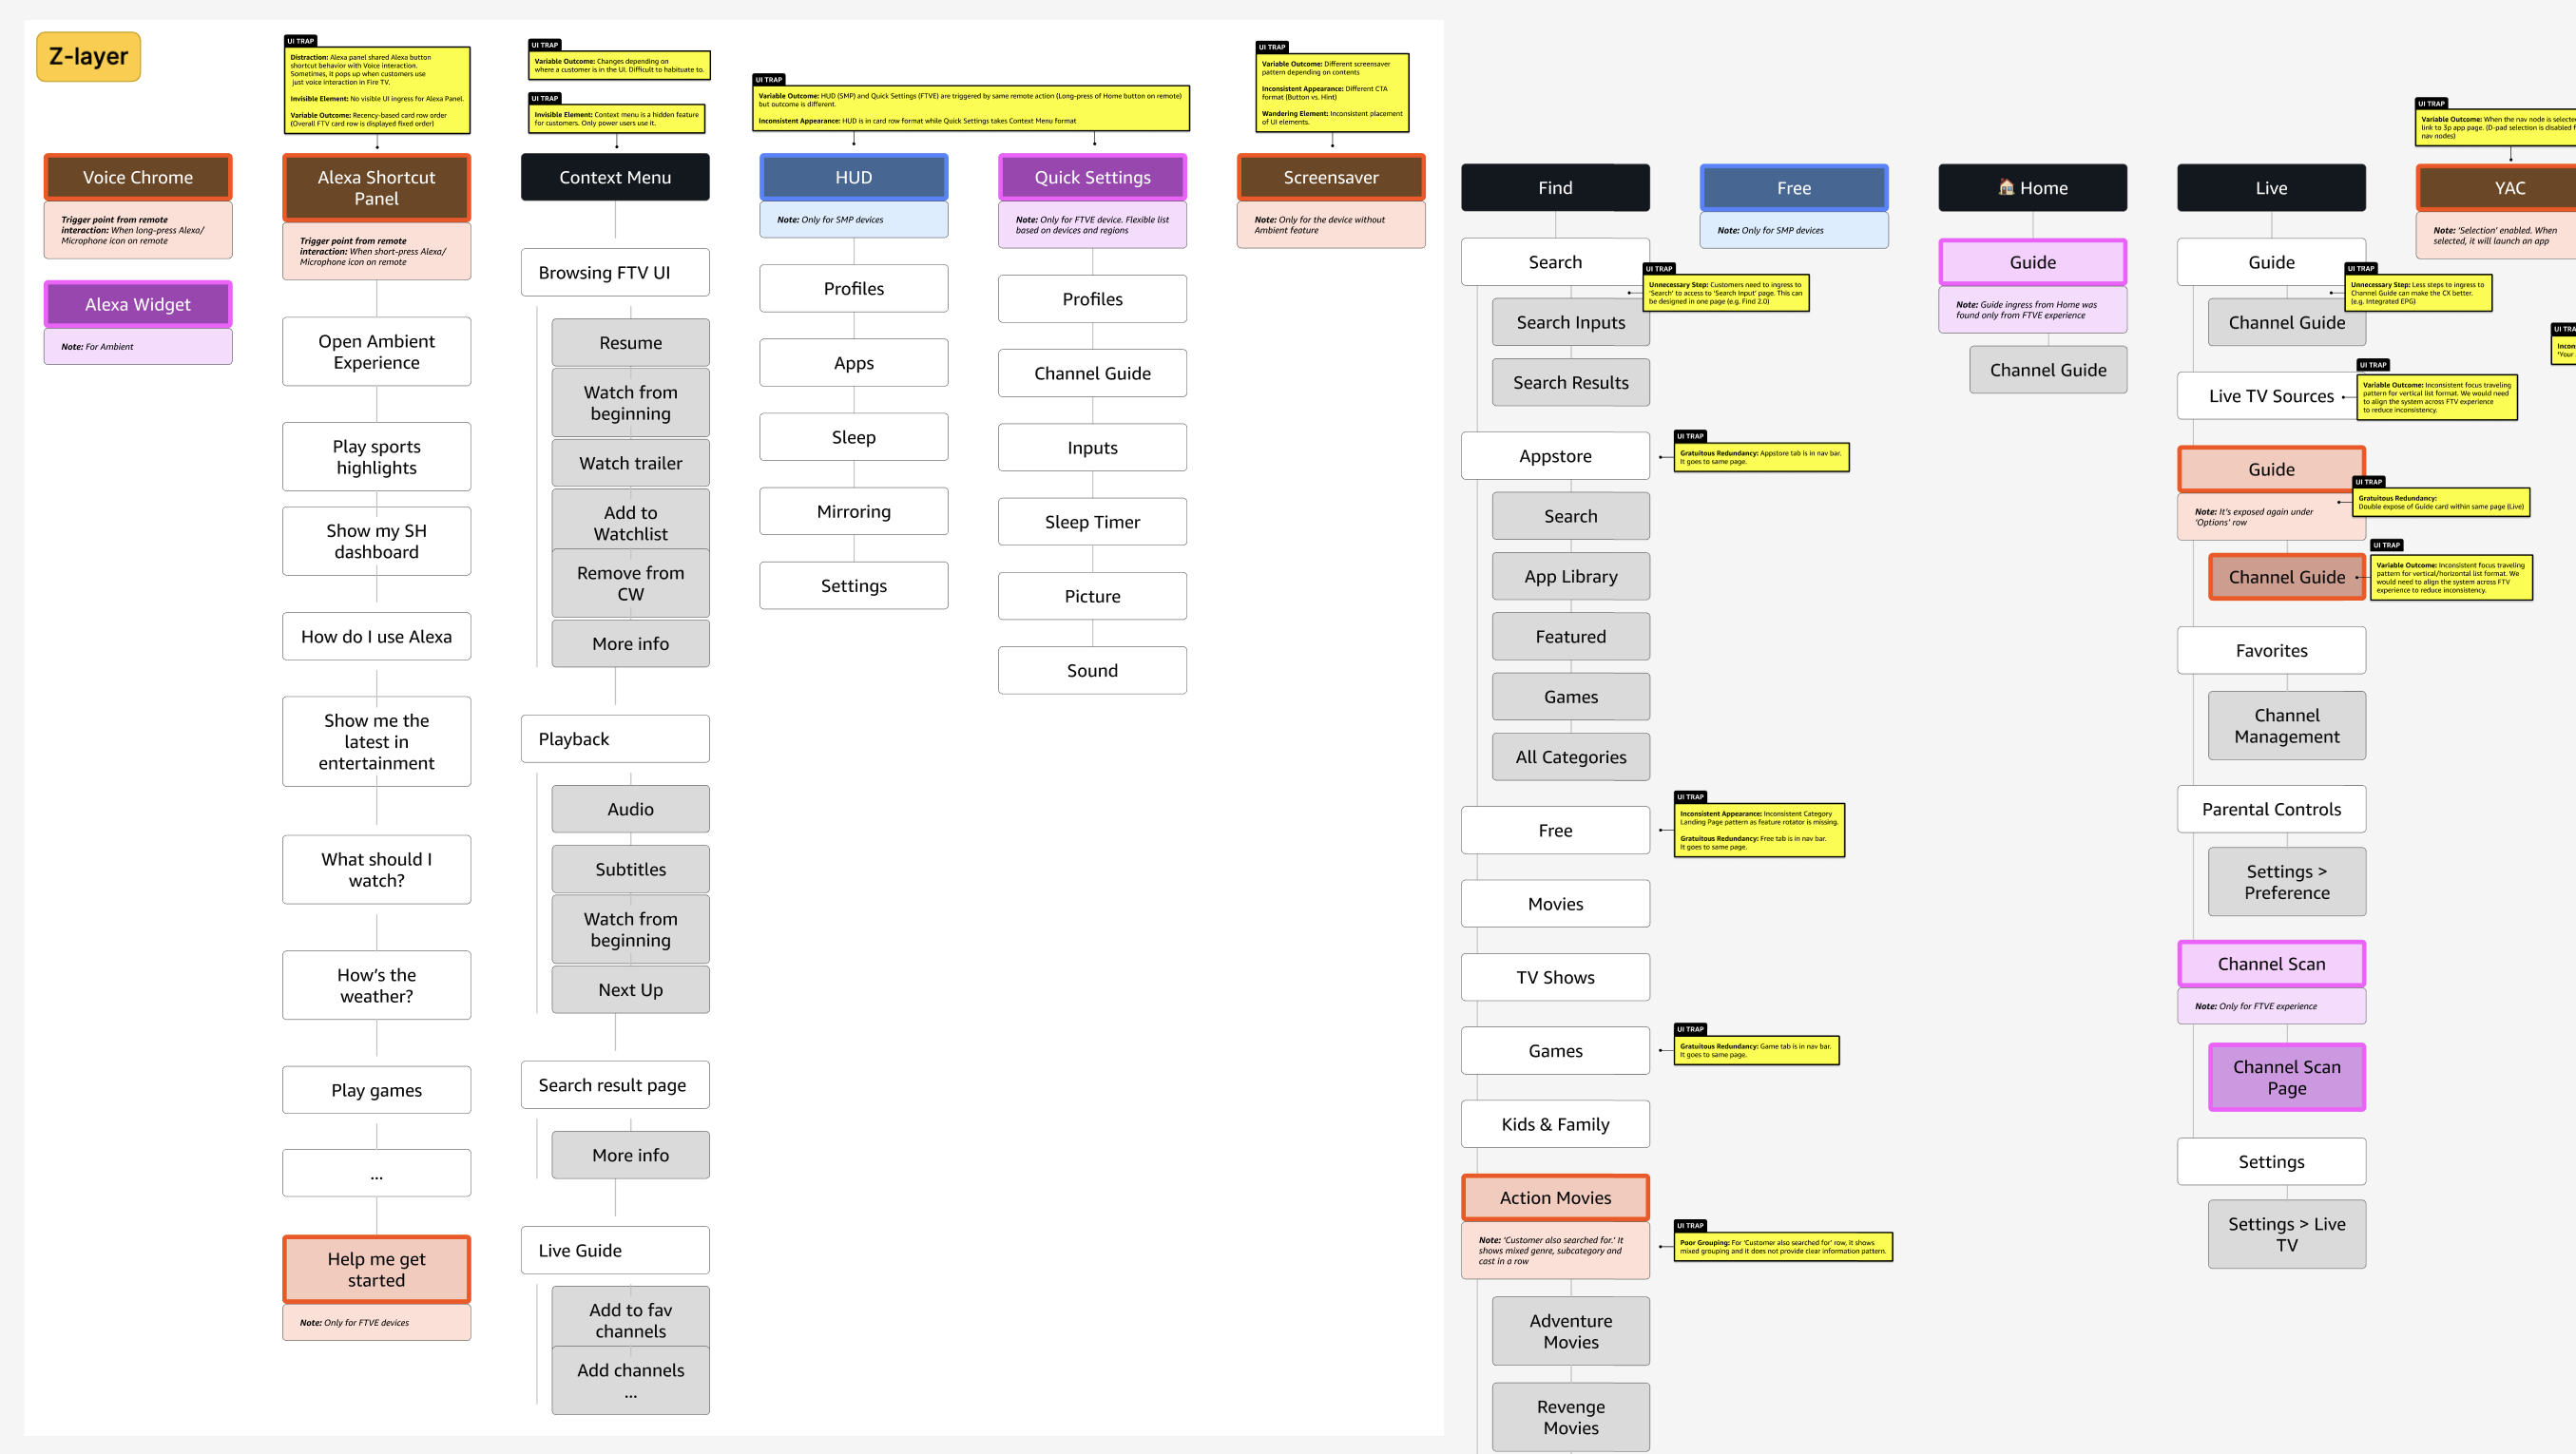 Z-layer
UI TRAP
Distraction: Alexa panel shared Alexa button
shortcut behavior with Voice interaction.
Sometimes, it pops up when customers use
just voice interaction in Fire TV.
Invisible Element: No visible UI ingress for Alexa Panel.
Variable Outcome: Recency-based card row order
(Overall FTV card row is displayed fixed order)
UI TRAP
Variable Outcome: Changes depending on
where a customer is in the UI. Difficult to habituate to.
UI TRAP
Invisible Element: Context menu is a hidden feature
for customers. Only power users use it.
UI TRAP
Variable Outcome: HUD (SMP) and Quick Settings (FTVE) are triggered by same remote action (Long-press of Home button on remote)
but outcome is different.
Inconsistent Appearance: HUD is in card row format while Quick Settings takes Context Menu format
UI TRAP
Variable Outcome: Different screensaver
pattern depending on contents
Inconsistent Appearance: Different CTA
format (Button vs. Hint)
Wandering Element: Inconsistent placement
of UI elements.
Voice Chrome
Trigger point from remote
interaction: When long-press Alexa/
Microphone icon on remote
Alexa Widget
Note: For Ambient
Alexa Shortcut
Panel
Trigger point from remote
interaction: When short-press Alexa/
Microphone icon on remote
Open Ambient
Experience
Play sports
highlights
Show my SH
dashboard
How do I use Alexa
Show me the
latest in
entertainment
What should I
watch?
How's the
weather?
Play games
...
Help me get
started
Note: Only for FTVE devices
Context Menu
Browsing FTV UI
Resume
Watch from
beginning
Watch trailer
Add to
Watchlist
Remove from
CW
More info
Playback
Audio
Subtitles
Watch from
beginning
Next Up
Search result page
More info
Live Guide
Add to fav
channels
Add channels
...
HUD
Note: Only for SMP devices
Profiles
Apps
Sleep
Mirroring
Settings
Quick Settings
Note: Only for FTVE device. Flexible list
based on devices and regions
Profiles
Channel Guide
Inputs
Sleep Timer
Picture
Sound
Screensaver
Note: Only for the device without
Ambient feature
Find
Search
UI TRAP
Unnecessary Step: Customers need to ingress to
'Search' to access to 'Search Input' page. This can
be designed in one page (e.g. Find 2.0)
Search Inputs
Search Results
Appstore
UI TRAP
Gratuitous Redundancy: Appstore tab is in nav bar.
It goes to same page.
Search
App Library
Featured
Games
All Categories
Free
UI TRAP
Inconsistent Appearance: Inconsistent Category
Landing Page pattern as feature rotator is missing.
Gratuitous Redundancy: Free tab is in nav bar.
It goes to same page.
Movies
TV Shows
Games
UI TRAP
Gratuitous Redundancy: Game tab is in nav bar.
It goes to same page.
Kids & Family
Action Movies
Note: 'Customer also searched for.' It
shows mixed genre, subcategory and
cast in a row
UI TRAP
Poor Grouping: For 'Customer also searched for' row, It shows
mixed grouping and it does not provide clear information pattern.
Adventure
Movies
Revenge
Movies
Free
Note: Only for SMP devices
Home
Guide
Note: Guide ingress from Home was
found only from FTVE experience
Channel Guide
Live
Guide
UI TRAP
Unnecessary Step: Less steps to ingress to
Channel Guide can make the CX better.
(e.g. Integrated EPG)
Channel Guide
UI TRAP
Variable Outcome: Inconsistent focus traveling
pattern for vertical list format. We would need
to align the system across FTV experience
to reduce inconsistency.
Live TV Sources
Guide
Note: It's exposed again under
'Options' row
UI TRAP
Gratuitous Redundancy:
Double expose of Guide card within same page (Live)
Channel Guide
UI TRAP
Variable Outcome: Inconsistent focus traveling
pattern for vertical/horizontal list format. We
would need to align the system across FTV
experience to reduce inconsistency.
Favorites
Channel
Management
Parental Controls
Settings >
Preference
Channel Scan
Note: Only for FTVE experience
Channel Scan
Page
Settings
Settings > Live
TV
UI TRAP
Variable Outcome: When the nav node is selected
link to 3p app page. (D-pad selection is disabled
nav nodes)
YAC
Note: 'Selection' enabled. When
selected, it will launch an app
UI
'Your